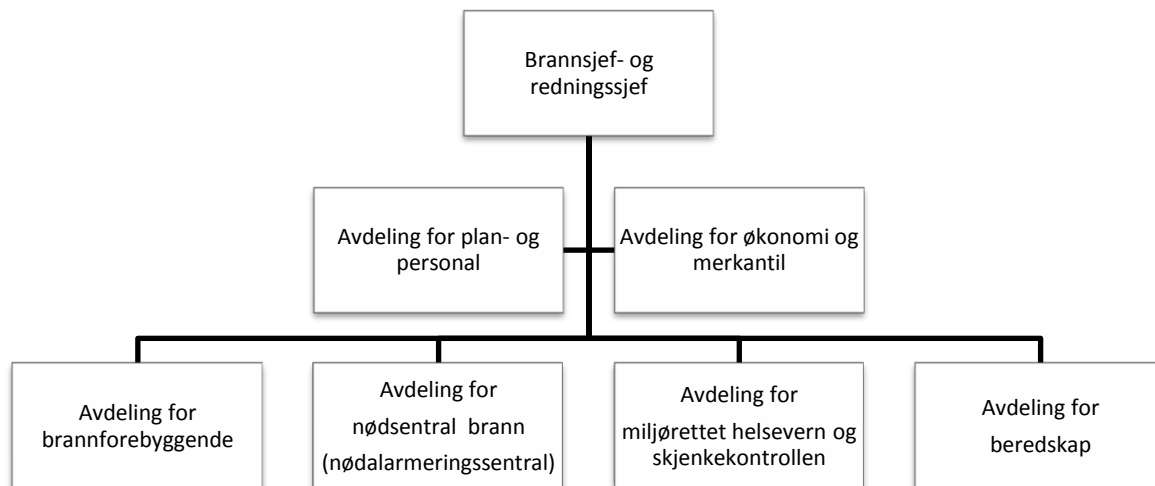 Brannsjef- og
redningssjef
Avdeling for plan- og
personal
Avdeling for økonomi og
merkantil
Avdeling for
brannforebyggende
Avdeling for
nødsentral brann
(nødalarmeringssentral)
Avdeling for
miljørettet helsevern og
skjenkekontrollen
Avdeling for
beredskap